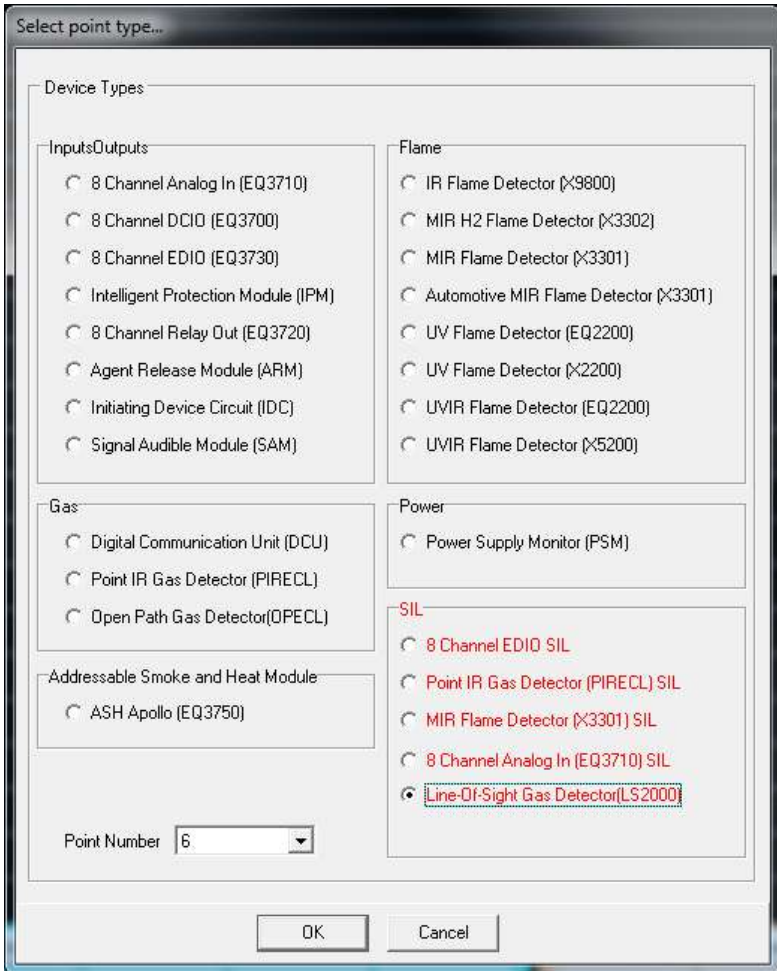 Select point type...
Device Types
InputsOutputs
8 Channel Analog In (EQ3710)
8 Channel DCIO (EQ3700)
8 Channel EDIO (EQ3730)
Intelligent Protection Module (IPM)
8 Channel Relay Out (EQ3720)
Agent Release Module (ARM)
Initiating Device Circuit (IDC)
Signal Audible Module (SAM)
Flame
IR Flame Detector (X9800)
MIR H2 Flame Detector (X3302)
MIR Flame Detector (X3301)
Automotive MIR Flame Detector (X3301)
UV Flame Detector (EQ2200)
UV Flame Detector (X2200)
UVIR Flame Detector (EQ2200)
UVIR Flame Detector (X5200)
Gas
Digital Communication Unit (DCU)
Point IR Gas Detector (PIRECL)
Open Path Gas Detector(OPECL)
Power
Power Supply Monitor (PSM)
Addressable Smoke and Heat Module
ASH Apollo (EQ3750)
SIL
8 Channel EDIO SIL
Point IR Gas Detector (PIRECL) SIL
MIR Flame Detector (X3301) SIL
8 Channel Analog In (EQ3710) SIL
Line-Of-Sight Gas Detector(LS2000)
Point Number 6
OK Cancel